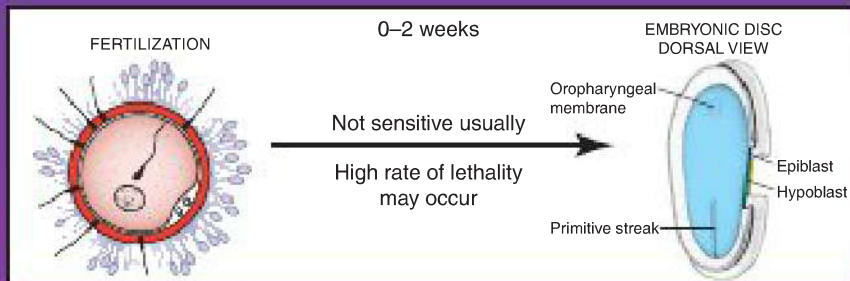 0–2 weeks
FERTILIZATION
EMBRYONIC DISC
DORSAL VIEW
Not sensitive usually
High rate of lethality
may occur
Oropharyngeal
membrane
Epiblast
Hypoblast
Primitive streak